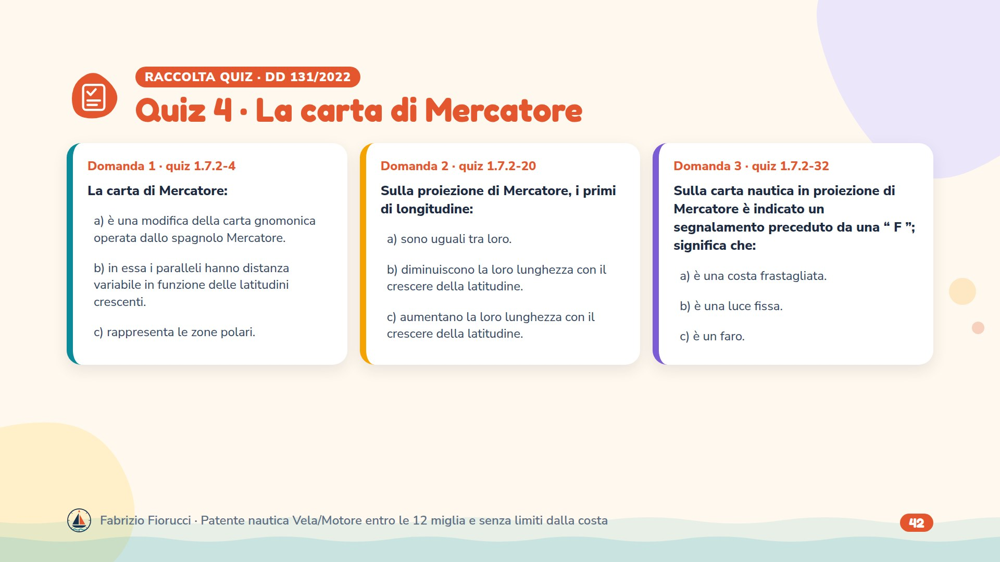 RACCOLTA QUIZ · DD 131/2022
Quiz 4 · La carta di Mercatore
Domanda 1 · quiz 1.7.2-4
La carta di Mercatore:
a) è una modifica della carta gnomonica
operata dallo spagnolo Mercatore.
b) in essa i paralleli hanno distanza
variabile in funzione delle latitudini
crescenti.
c) rappresenta le zone polari.
Domanda 2 · quiz 1.7.2-20
Sulla proiezione di Mercatore, i primi
di longitudine:
a) sono uguali tra loro.
b) diminuiscono la loro lunghezza con il
crescere della latitudine.
c) aumentano la loro lunghezza con il
crescere della latitudine.
Domanda 3 · quiz 1.7.2-32
Sulla carta nautica in proiezione di
Mercatore è indicato un
segnalamento preceduto da una “ F ”;
significa che:
a) è una costa frastagliata.
b) è una luce fissa.
c) è un faro.
Fabrizio Fiorucci · Patente nautica Vela/Motore entro le 12 miglia e senza limiti dalla costa
42